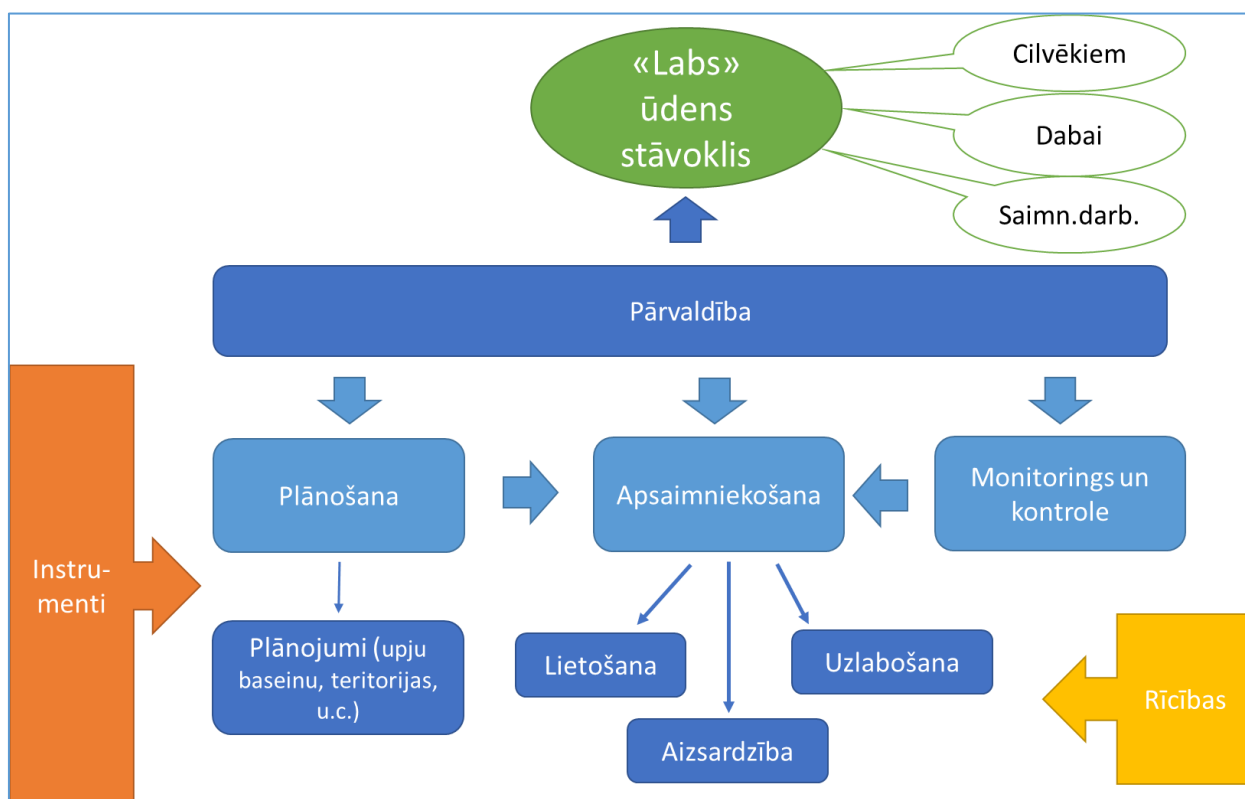 «Labs»
ūdens
stāvoklis
Cilvēkiem
Dabai
Saimn.darb.
Pārvaldība
Plānošana
Apsaimniekošana
Monitorings un
kontrole
Instru-
menti
Plānojumi (upju
baseinu, teritorijas,
u.c.)
Lietošana
Uzlabošana
Aizsardzība
Rīcības